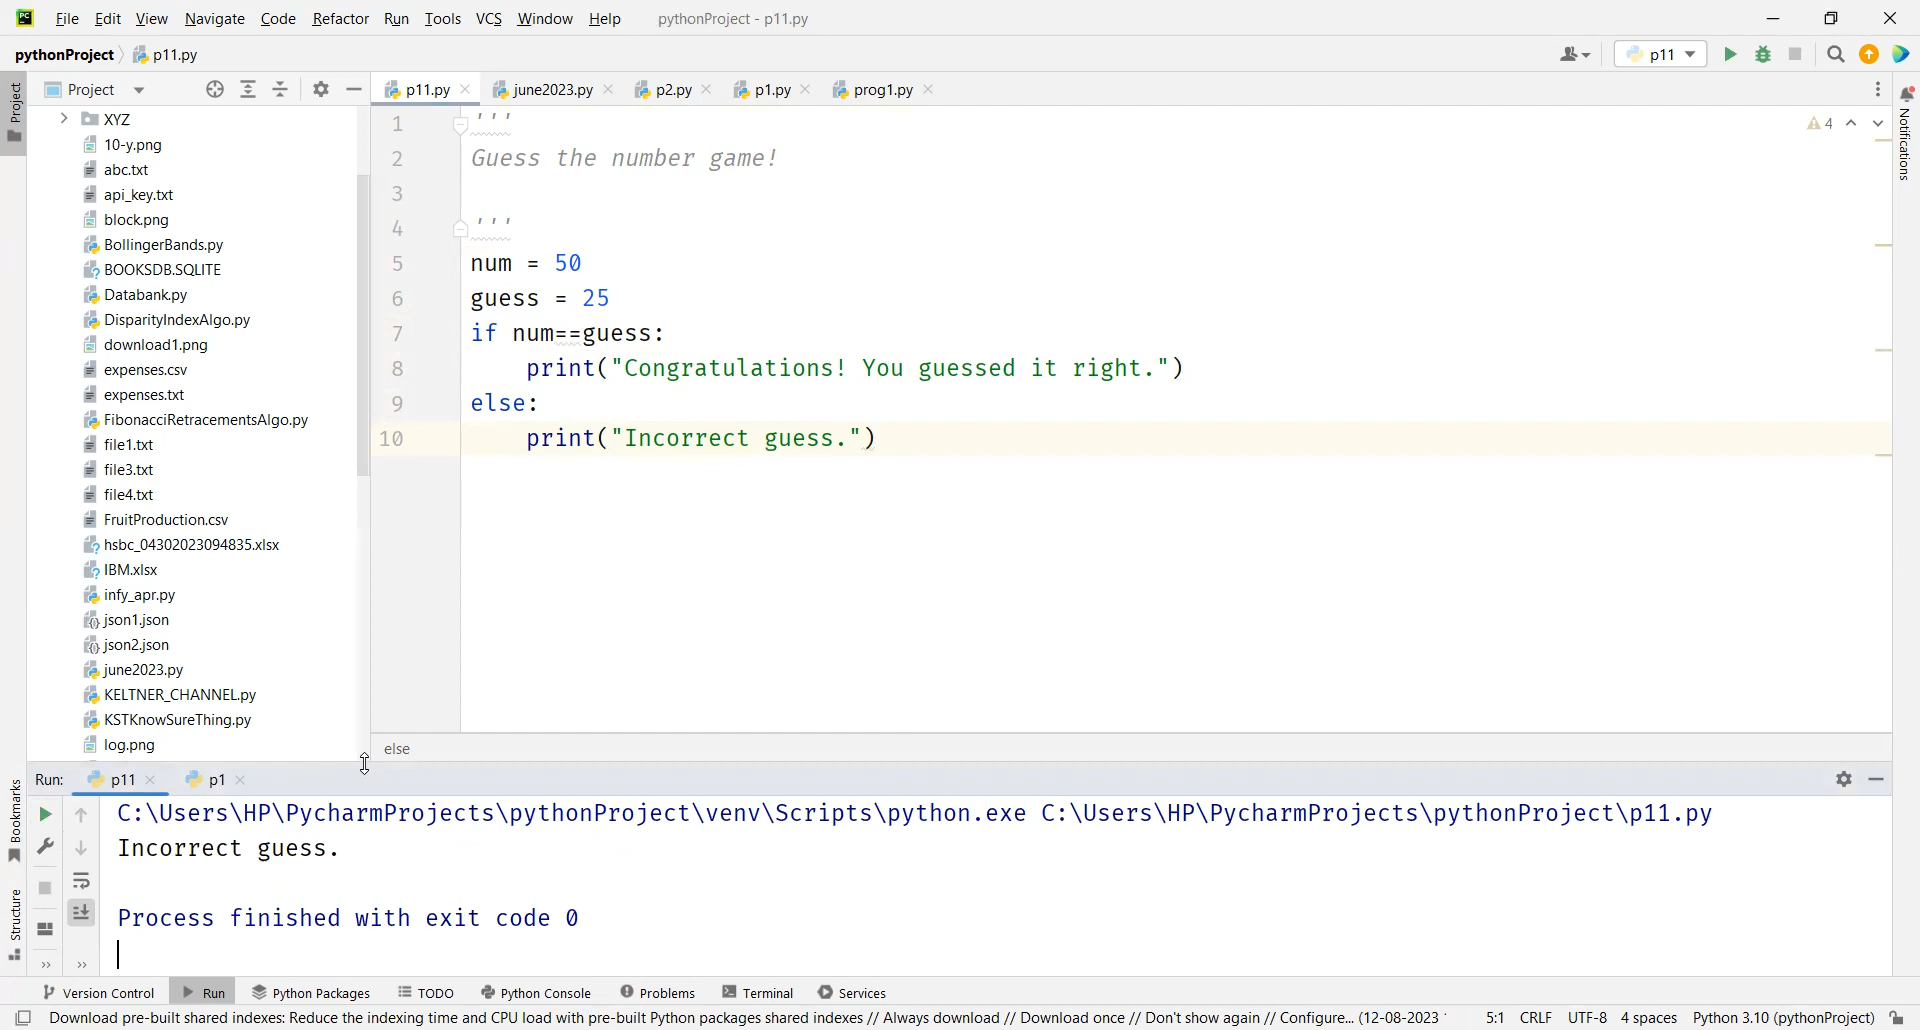 PC File Edit View Navigate Code Refactor Run Tools VCS Window Help pythonProject - p11.py
pythonProject p11.py p11
Project Project p11.py june2023.py p2.py p1.py prog1.py
XYZ
10-y.png
abc.txt
api_key.txt
block.png
BollingerBands.py
BOOKSDB.SQLITE
Databank.py
DisparityIndexAlgo.py
download1.png
expenses.csv
expenses.txt
FibonacciRetracementsAlgo.py
file1.txt
file3.txt
file4.txt
FruitProduction.csv
hsbc_04302023094835.xlsx
IBM.xlsx
infy_apr.py
json1.json
json2.json
june2023.py
KELTNER_CHANNEL.py
KSTKnowSureThing.py
log.png
1 '''
2 Guess the number game!
3
4 '''
5 num = 50
6 guess = 25
7 if num==guess:
8 print("Congratulations! You guessed it right.")
9 else:
10 print("Incorrect guess.")
4
Notifications
else
Run: p11 p1
C:\Users\HP\PycharmProjects\pythonProject\venv\Scripts\python.exe C:\Users\HP\PycharmProjects\pythonProject\p11.py
Incorrect guess.
Process finished with exit code 0
Bookmarks
Structure
Version Control Run Python Packages TODO Python Console Problems Terminal Services
Download pre-built shared indexes: Reduce the indexing time and CPU load with pre-built Python packages shared indexes // Always download // Download once // Don't show again // Configure... (12-08-2023 5:1 CRLF UTF-8 4 spaces Python 3.10 (pythonProject)